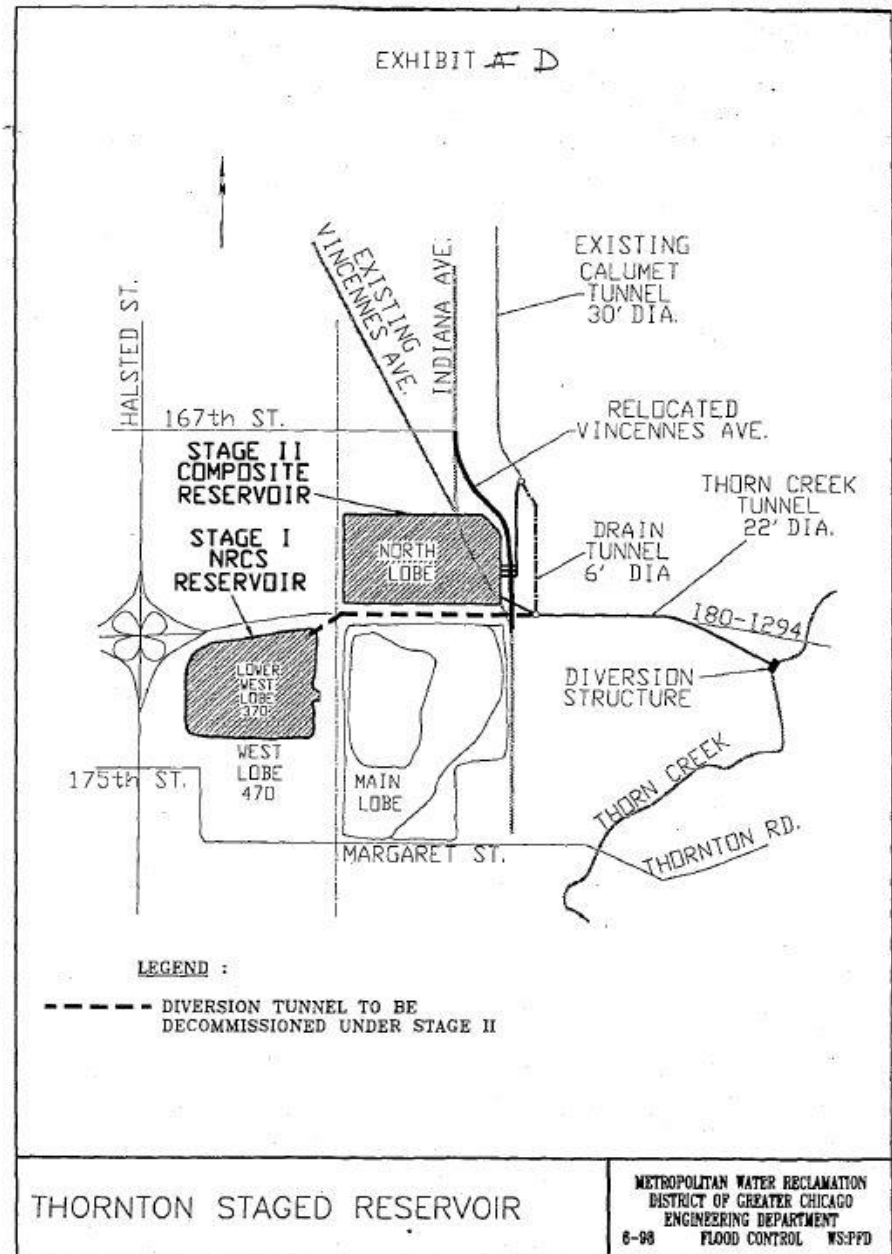 EXHIBIT A D
HALSTED ST.
EXISTING
VINCENNES AVE.
INDIANA AVE.
EXISTING
CALUMET
TUNNEL
30' DIA.
167th ST.
RELOCATED
VINCENNES AVE.
STAGE II
COMPOSITE
RESERVOIR
THORN CREEK
TUNNEL
22' DIA.
STAGE I
NRCS
RESERVOIR
NORTH
LOBE
DRAIN
TUNNEL
6' DIA
I80-I294
LOWER
WEST
LOBE
370
DIVERSION
STRUCTURE
WEST
LOBE
470
175th ST.
MAIN
LOBE
THORN CREEK
MARGARET ST.
THORNTON RD.
LEGEND :
DIVERSION TUNNEL TO BE
DECOMMISSIONED UNDER STAGE II
THORNTON STAGED RESERVOIR
METROPOLITAN WATER RECLAMATION
DISTRICT OF GREATER CHICAGO
ENGINEERING DEPARTMENT
6-98 FLOOD CONTROL WS:PFD